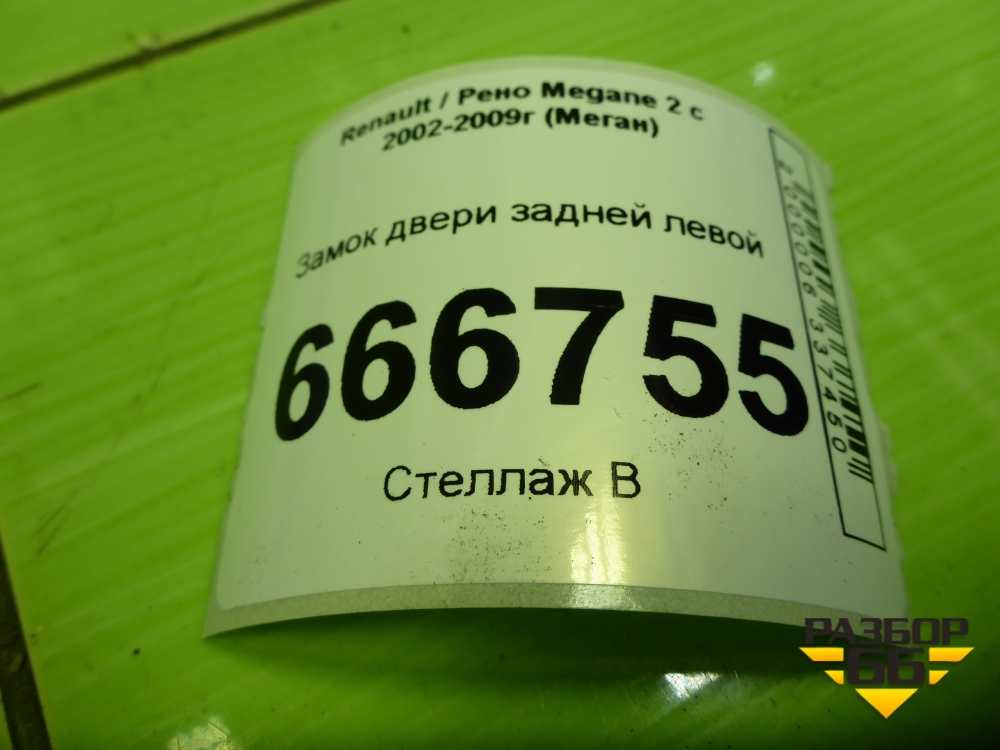 Renault / Рено Megane 2 с
2002-2009г (Меган)
Замок двери задней левой
666755
Стеллаж В
2000006337450
РАЗБОР
66